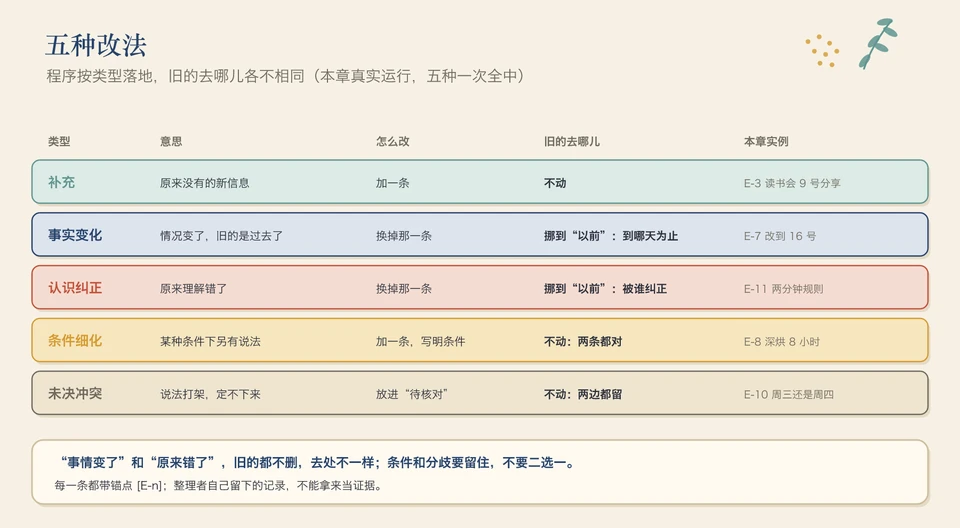 五种改法
程序按类型落地，旧的去哪儿各不相同（本章真实运行，五种一次全中）
类型 意思 怎么改 旧的去哪儿 本章实例
补充 原来没有的新信息 加一条 不动 E-3 读书会 9 号分享
事实变化 情况变了，旧的是过去了 换掉那一条 挪到“以前”：到哪天为止 E-7 改到 16 号
认识纠正 原来理解错了 换掉那一条 挪到“以前”：被谁纠正 E-11 两分钟规则
条件细化 某种条件下另有说法 加一条，写明条件 不动：两条都对 E-8 深烘 8 小时
未决冲突 说法打架，定不下来 放进“待核对” 不动：两边都留 E-10 周三还是周四
“事情变了”和“原来错了”，旧的都不删，去处不一样；条件和分歧要留住，不要二选一。
每一条都带锚点 [E-n]；整理者自己留下的记录，不能拿来当证据。